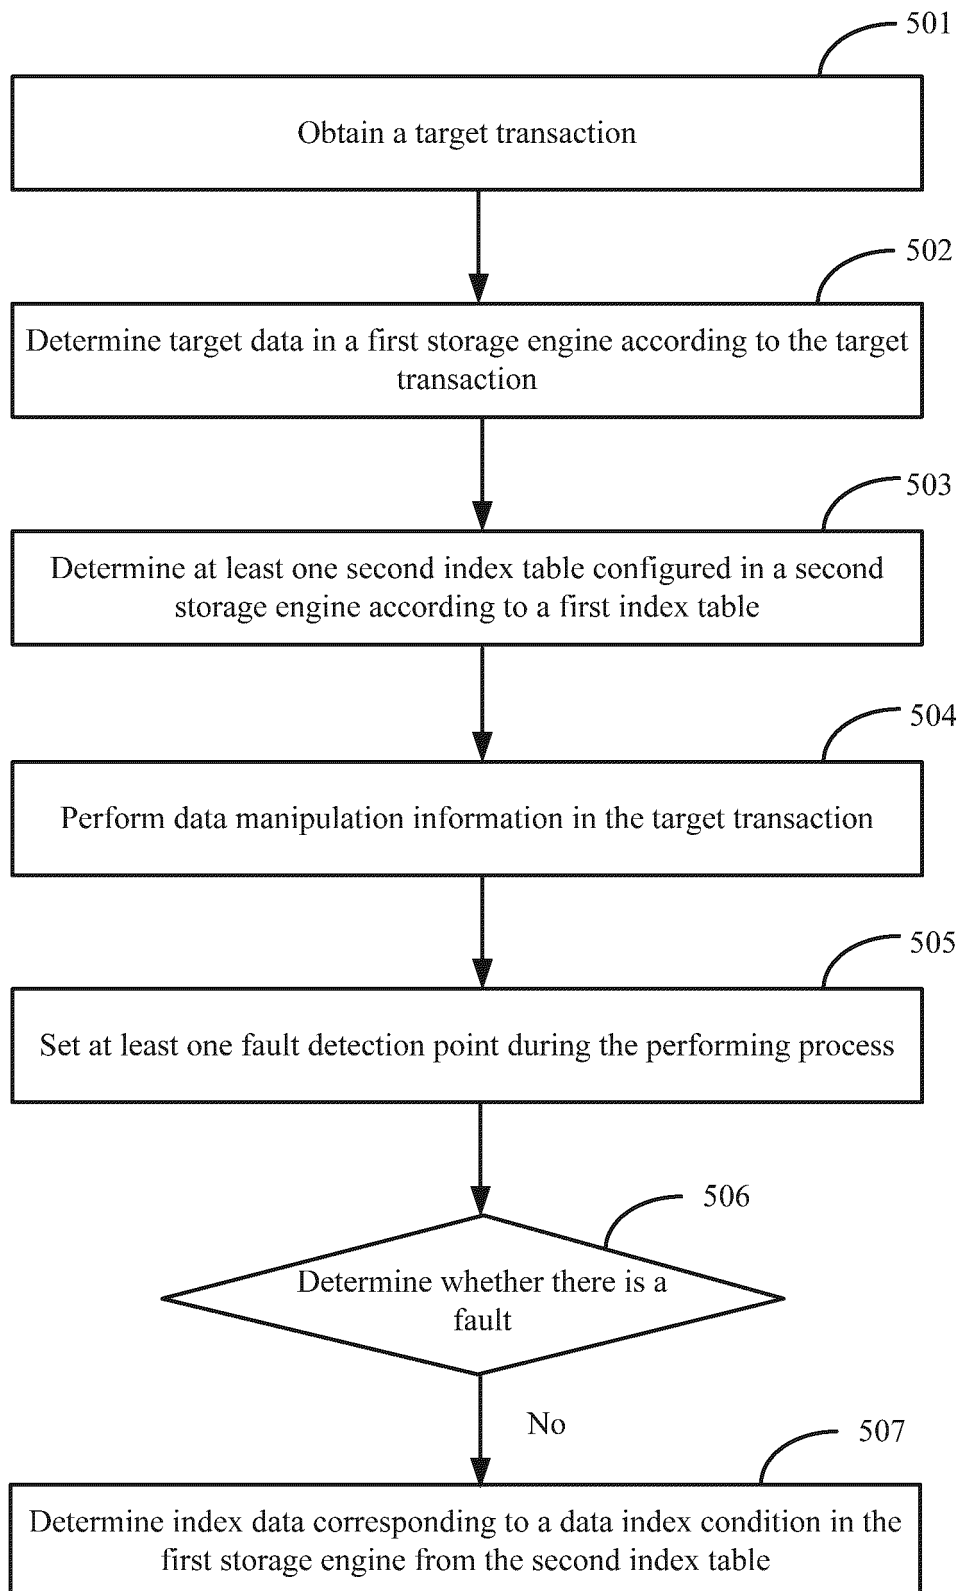 501
Obtain a target transaction
502
Determine target data in a first storage engine according to the target
transaction
503
Determine at least one second index table configured in a second
storage engine according to a first index table
504
Perform data manipulation information in the target transaction
505
Set at least one fault detection point during the performing process
506
Determine whether there is a
fault
No
507
Determine index data corresponding to a data index condition in the
first storage engine from the second index table